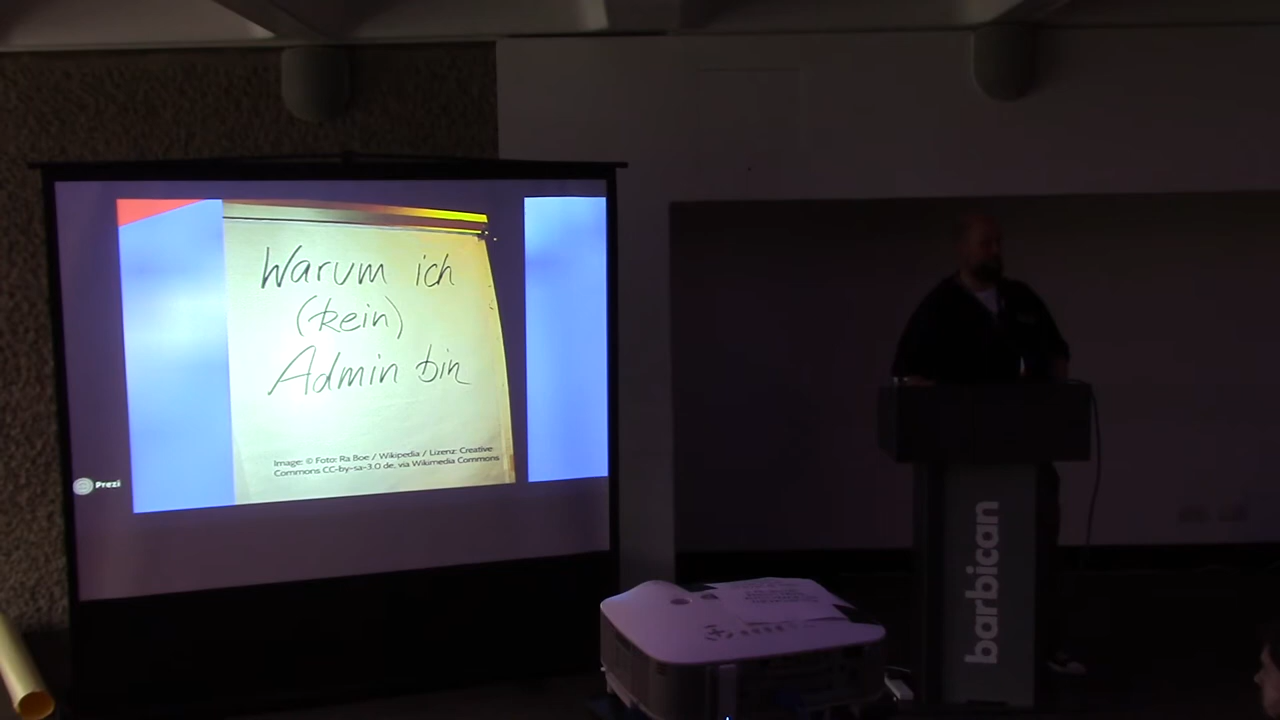 Warum ich
(kein)
Admin bin
Image: © Foto: Ra Boe / Wikipedia / Lizenz: Creative
Commons CC-by-sa-3.0 de, via Wikimedia Commons
Prezi
barbican